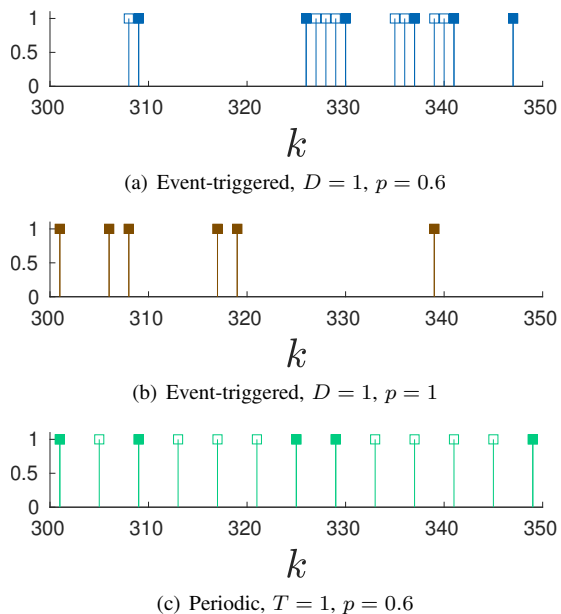 1
0.5
0
300 310 320 330 340 350
k
(a) Event-triggered, D = 1, p = 0.6
1
0.5
0
300 310 320 330 340 350
k
(b) Event-triggered, D = 1, p = 1
1
0.5
0
300 310 320 330 340 350
k
(c) Periodic, T = 1, p = 0.6